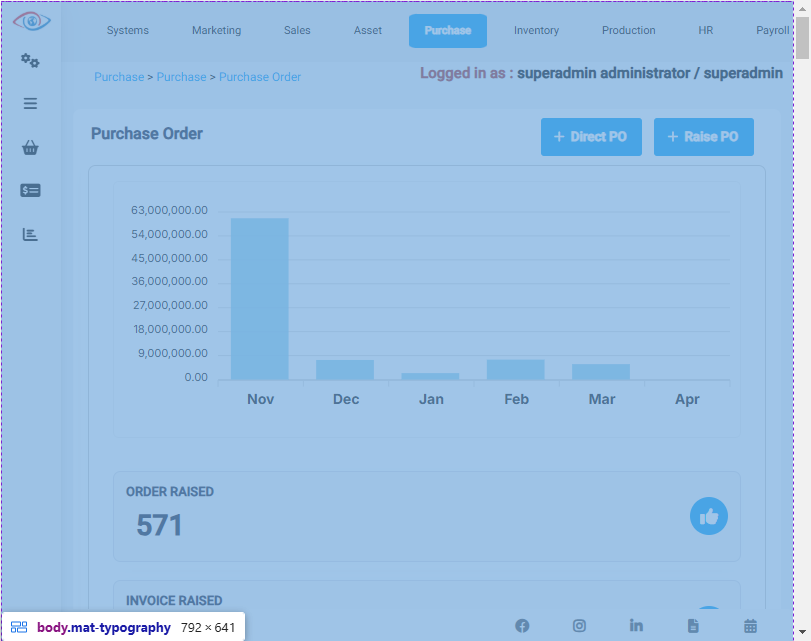 Systems Marketing Sales Asset Purchase Inventory Production HR Payroll
Purchase > Purchase > Purchase Order
Logged in as : superadmin administrator / superadmin
Purchase Order
+ Direct PO
+ Raise PO
63,000,000.00
54,000,000.00
45,000,000.00
36,000,000.00
27,000,000.00
18,000,000.00
9,000,000.00
0.00
Nov Dec Jan Feb Mar Apr
ORDER RAISED
571
INVOICE RAISED
body.mat-typography 792 × 641